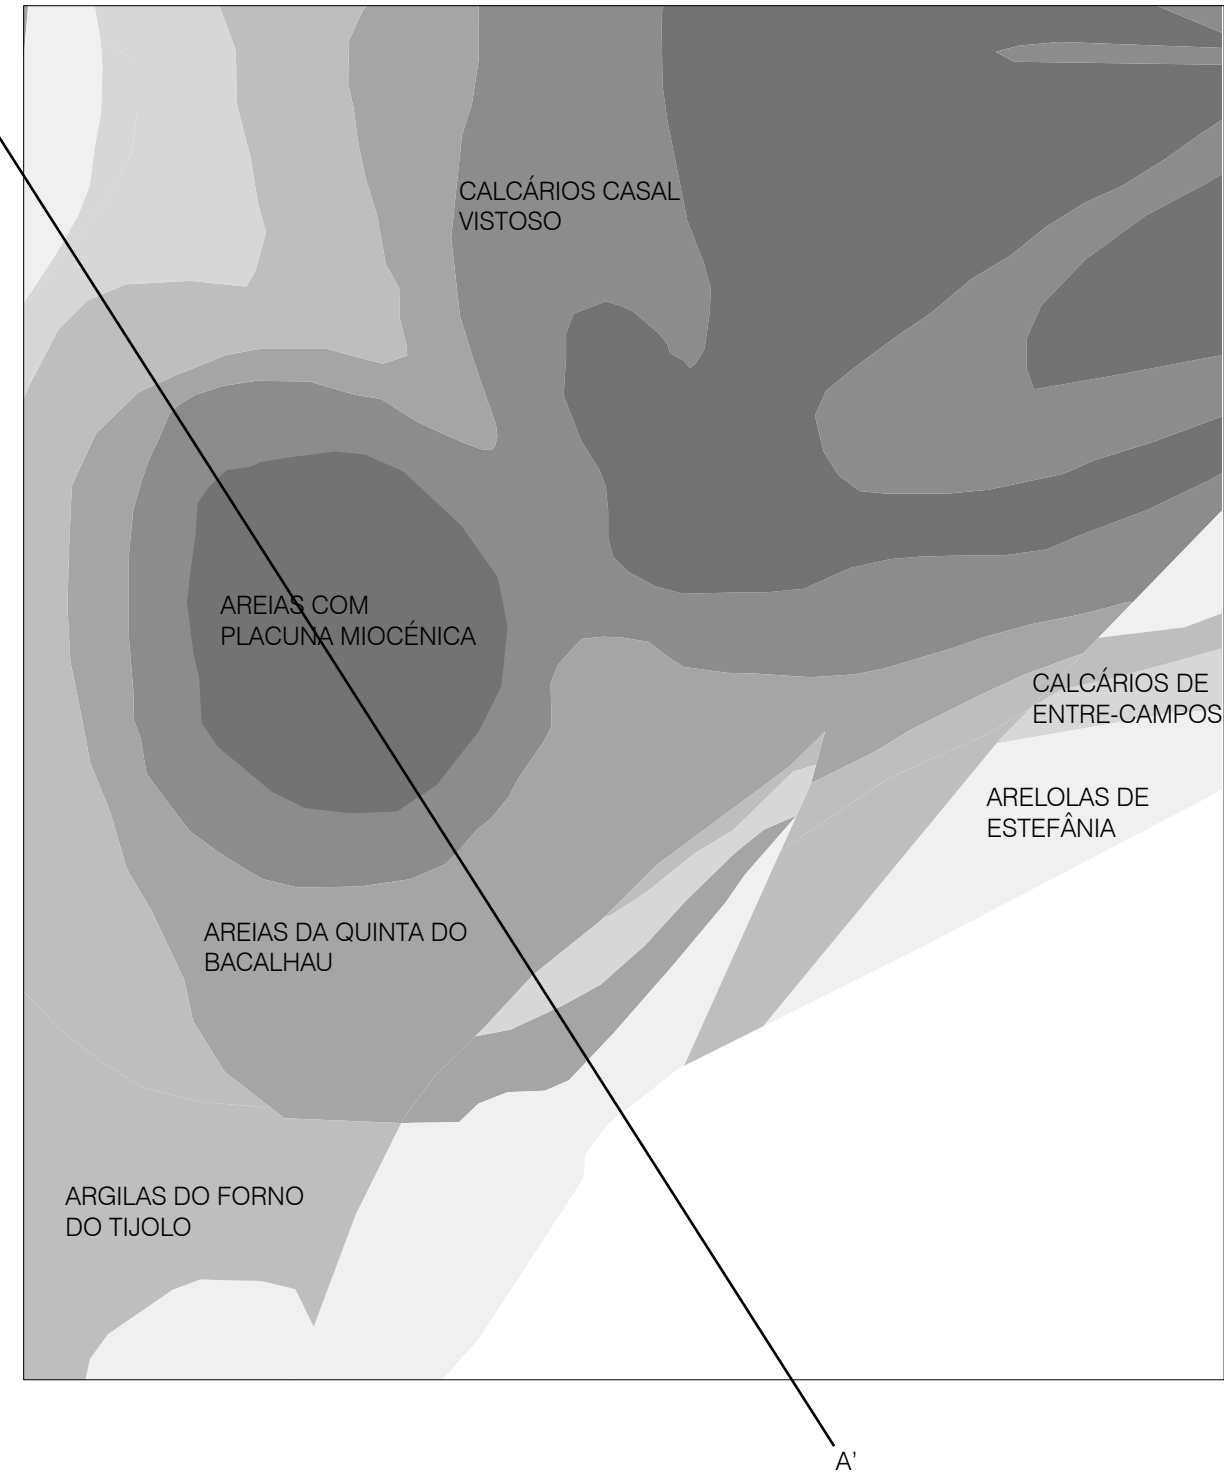 CALCÁRIOS CASAL
VISTOSO
AREIAS COM
PLACUNA MIOCÉNICA
CALCÁRIOS DE
ENTRE-CAMPOS
ARELOLAS DE
ESTEFÂNIA
AREIAS DA QUINTA DO
BACALHAU
ARGILAS DO FORNO
DO TIJOLO
A'